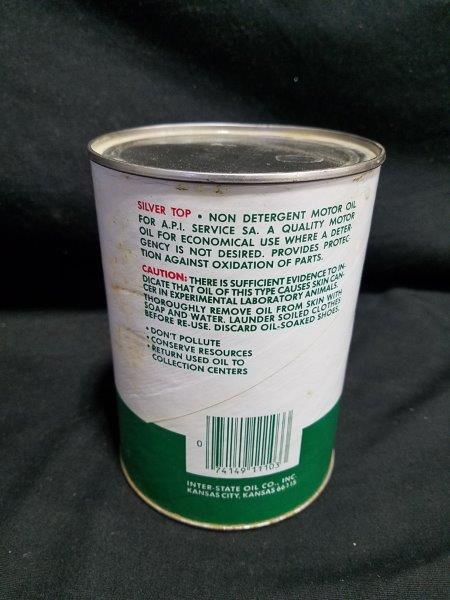 SILVER TOP • NON DETERGENT MOTOR OIL
FOR A.P.I. SERVICE SA. A QUALITY MOTOR
OIL FOR ECONOMICAL USE WHERE A DETER-
GENCY IS NOT DESIRED. PROVIDES PROTEC-
TION AGAINST OXIDATION OF PARTS.
CAUTION: THERE IS SUFFICIENT EVIDENCE TO IN-
DICATE THAT OIL OF THIS TYPE CAUSES SKIN CAN-
CER IN EXPERIMENTAL LABORATORY ANIMALS.
THOROUGHLY REMOVE OIL FROM SKIN WITH
SOAP AND WATER. LAUNDER SOILED CLOTHES
BEFORE RE-USE. DISCARD OIL-SOAKED SHOES.
• DON'T POLLUTE
• CONSERVE RESOURCES
• RETURN USED OIL TO
COLLECTION CENTERS
0
74149 11103
INTER-STATE OIL CO., INC.
KANSAS CITY, KANSAS 66115